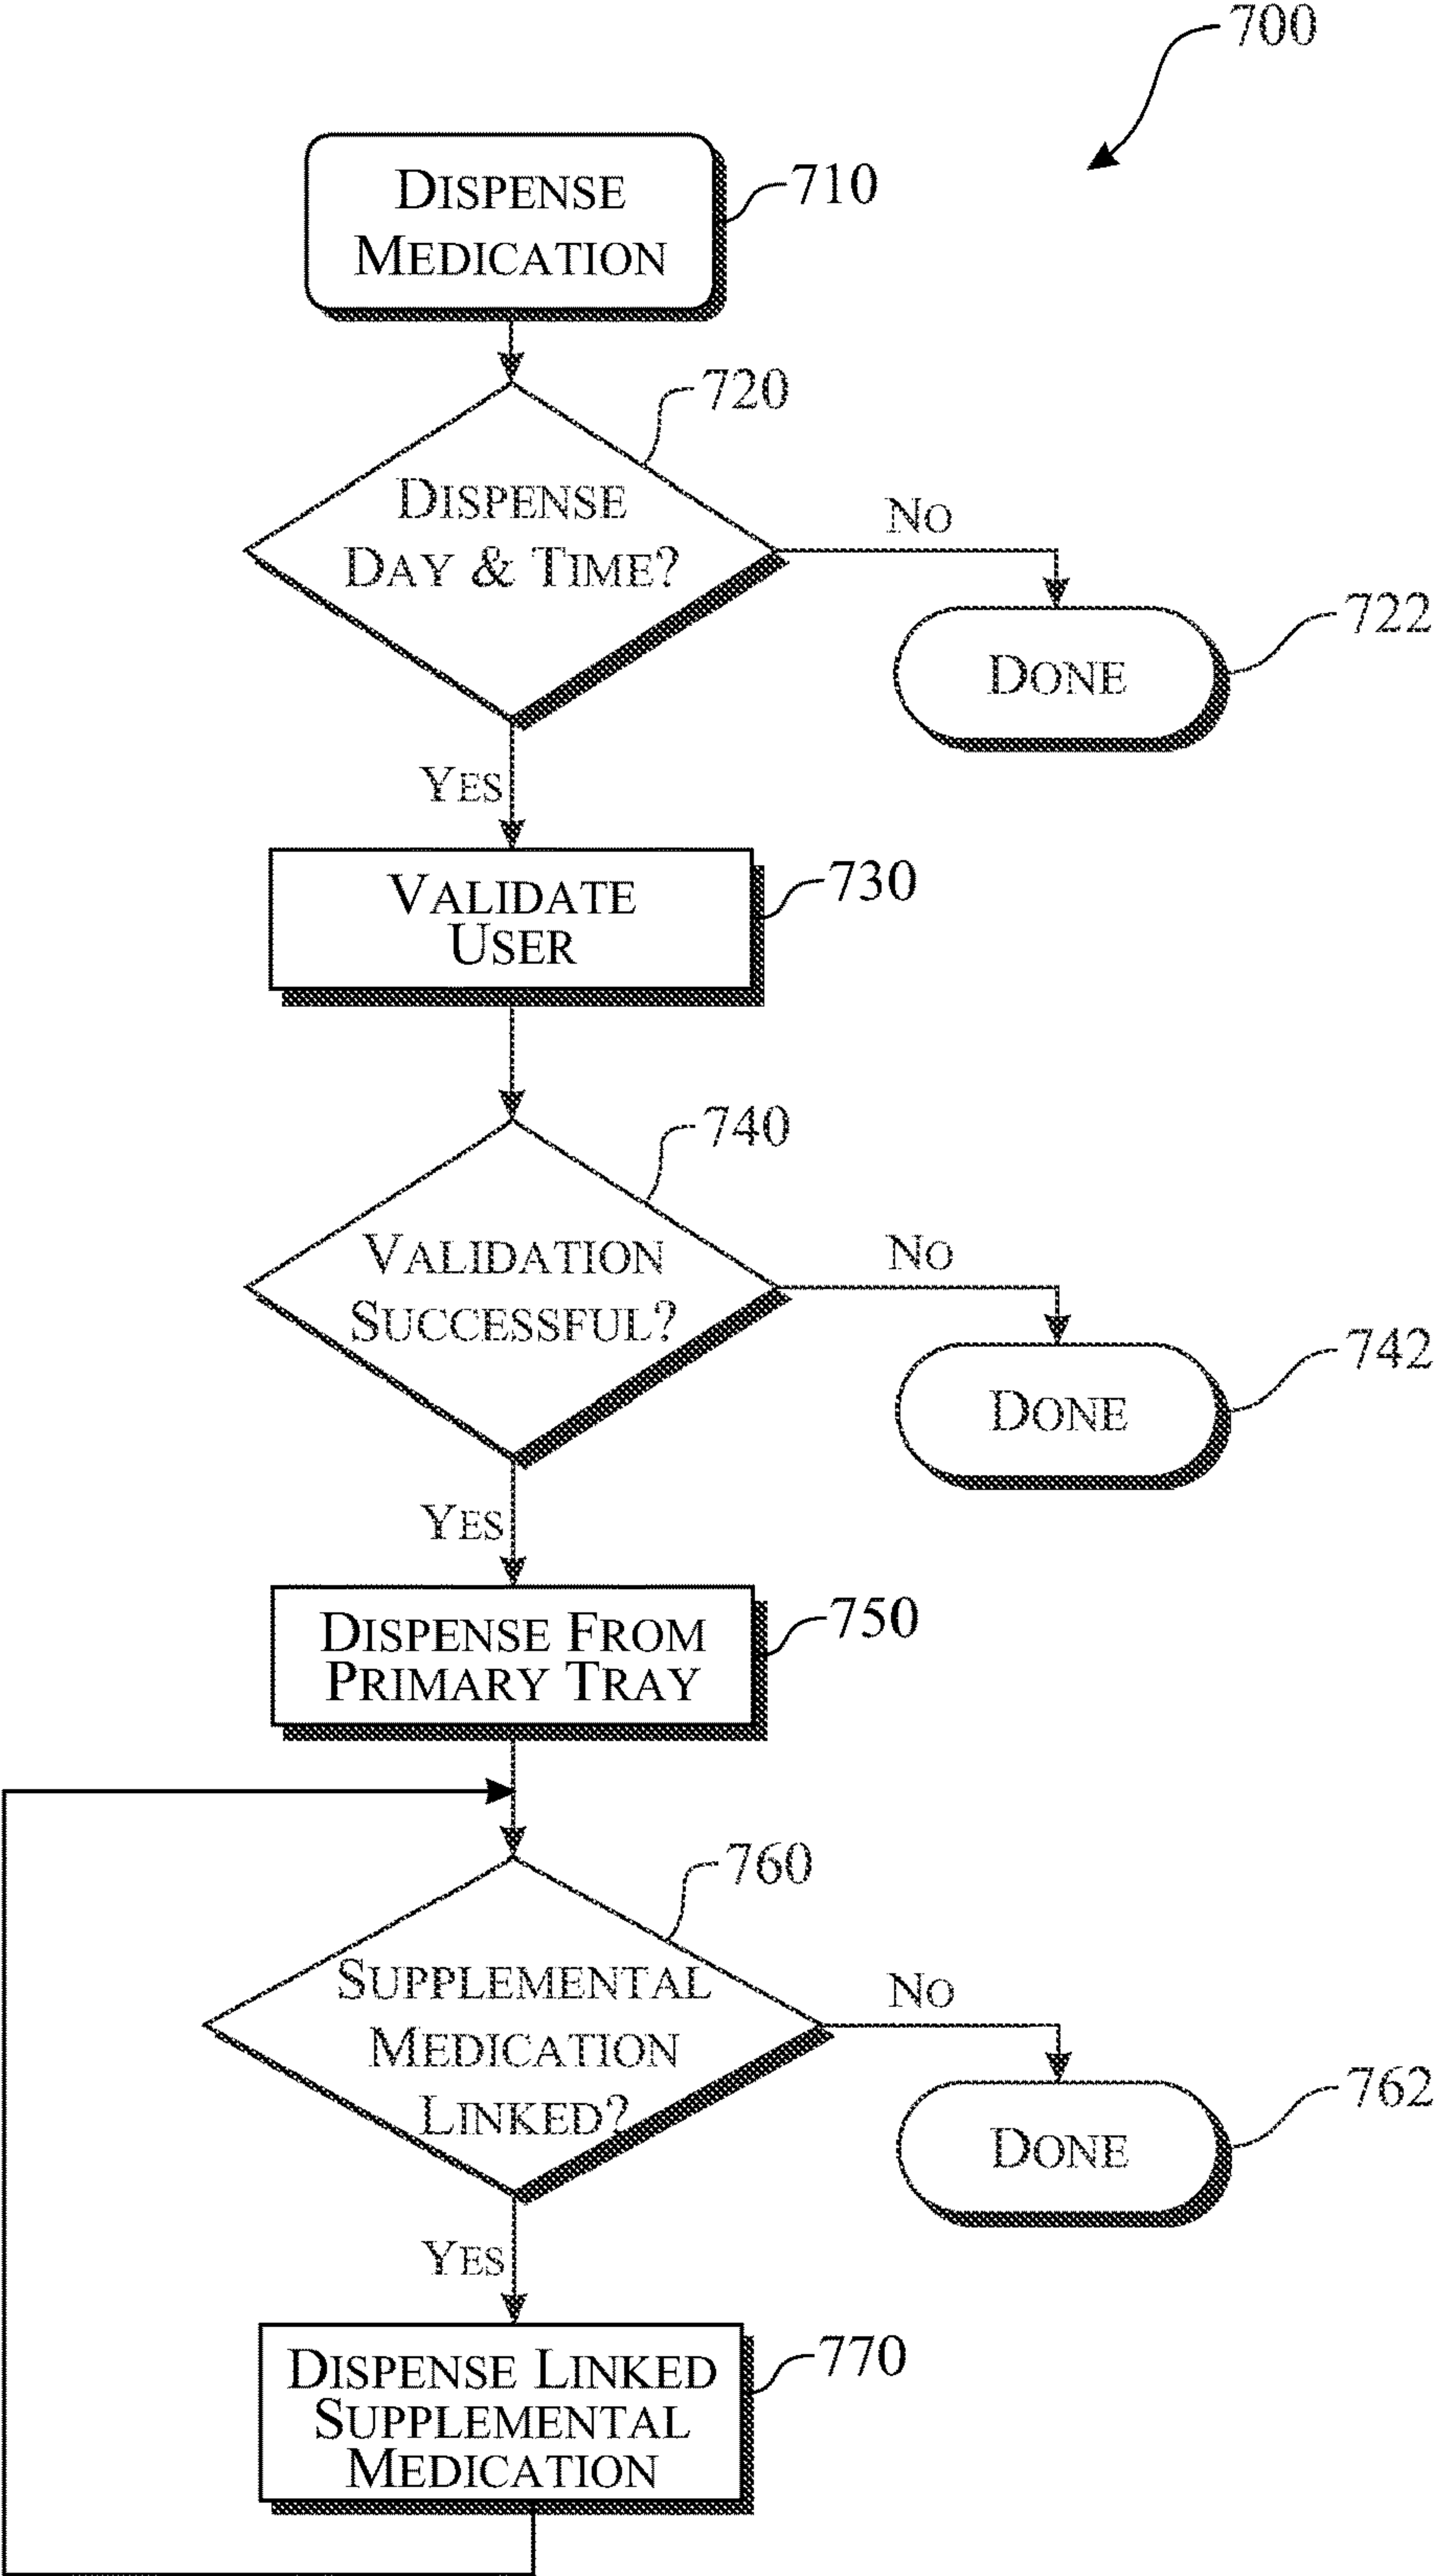 700
DISPENSE
MEDICATION
710
720
DISPENSE
DAY & TIME?
NO
722
DONE
YES
VALIDATE
USER
730
740
VALIDATION
SUCCESSFUL?
NO
742
DONE
YES
DISPENSE FROM
PRIMARY TRAY
750
760
SUPPLEMENTAL
MEDICATION
LINKED?
NO
762
DONE
YES
DISPENSE LINKED
SUPPLEMENTAL
MEDICATION
770